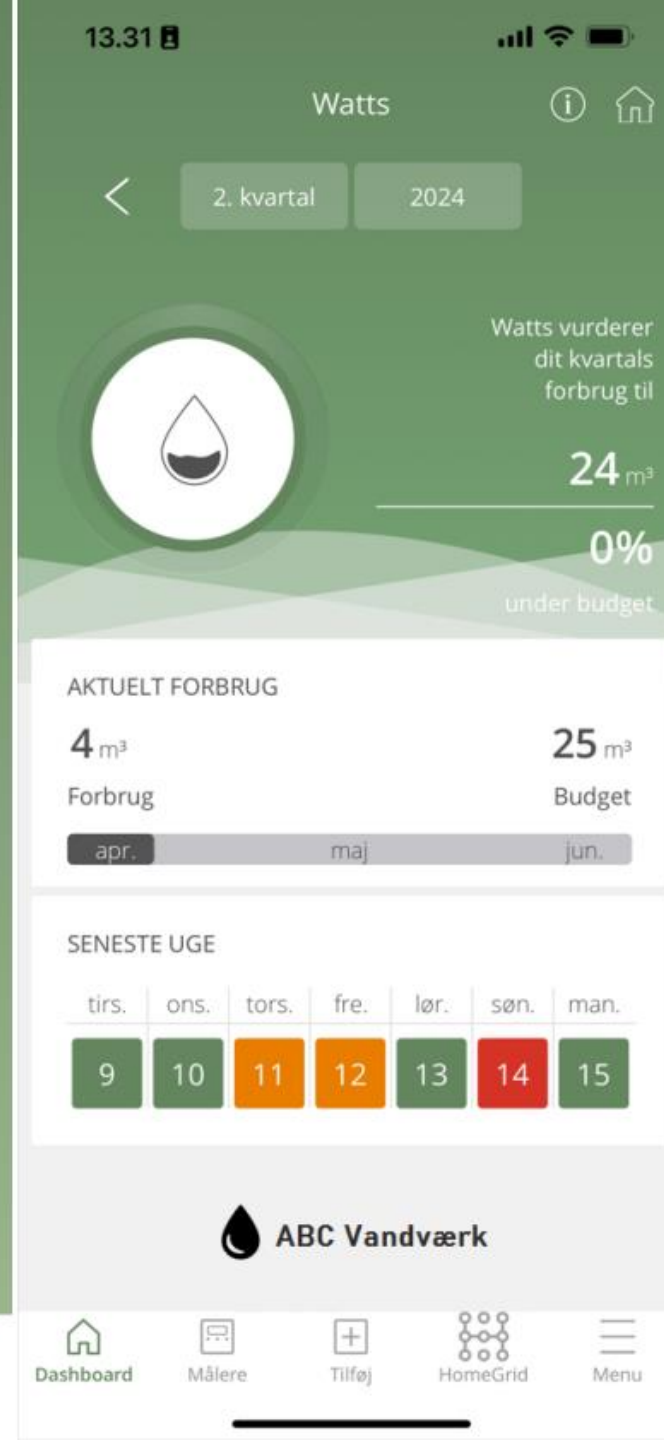 13.31
Watts
2. kvartal 2024
Watts vurderer
dit kvartals
forbrug til
24 m³
0%
under budget
AKTUELT FORBRUG
4 m³ 25 m³
Forbrug Budget
apr. maj jun.
SENESTE UGE
tirs. ons. tors. fre. lør. søn. man.
9 10 11 12 13 14 15
ABC Vandværk
Dashboard Målere Tilføj HomeGrid Menu